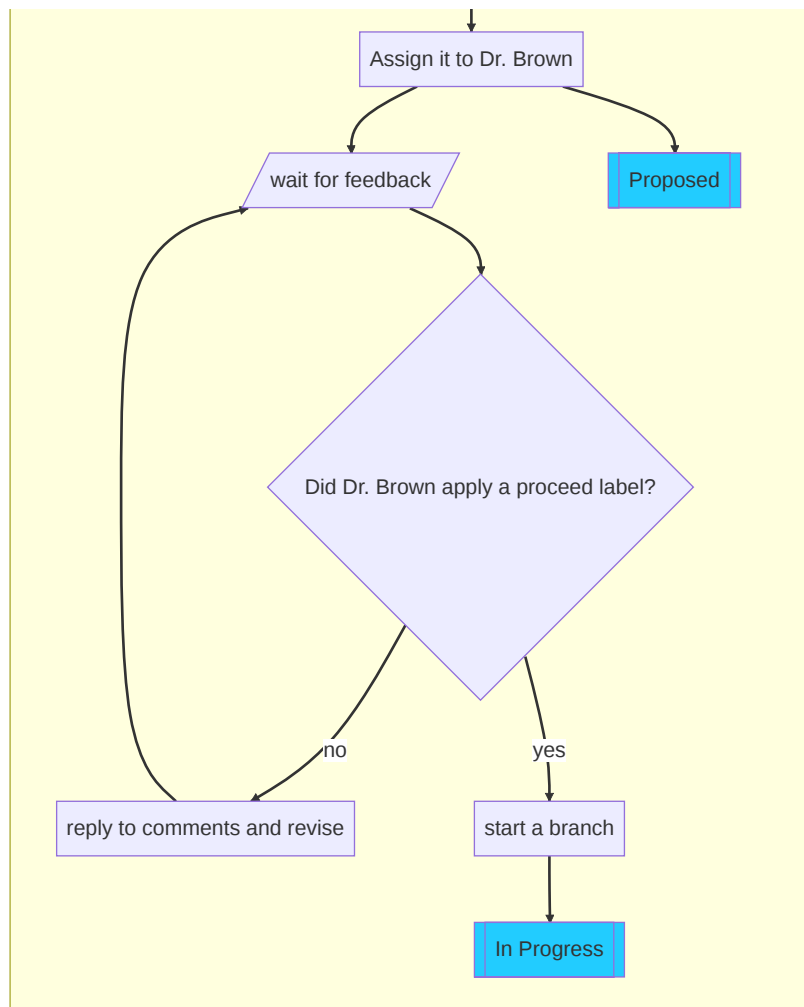 Assign it to Dr. Brown
wait for feedback
Proposed
Did Dr. Brown apply a proceed label?
no
yes
reply to comments and revise
start a branch
In Progress